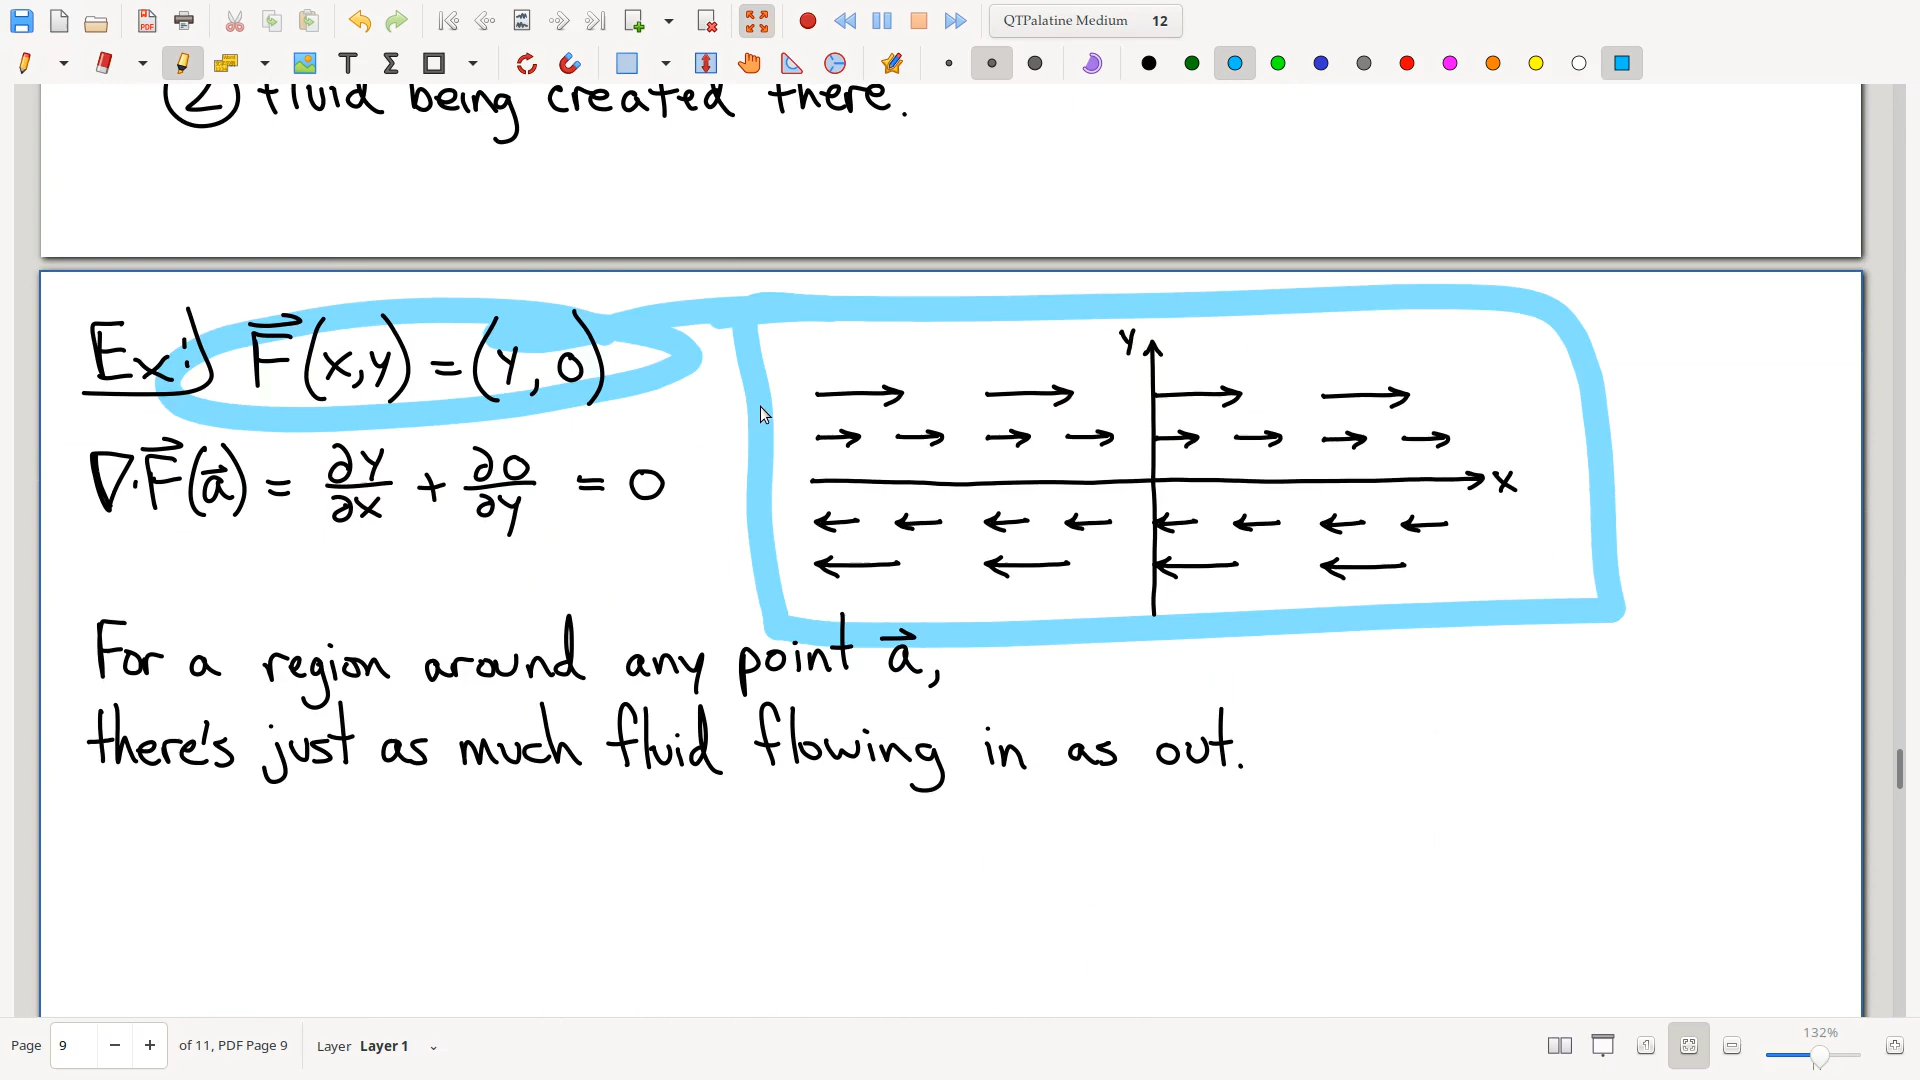 QTPalatine Medium 12
② fluid being created there.
Ex:) F⃗(x,y) = (y, 0)
∇·F⃗(a⃗) = ∂y/∂x + ∂0/∂y = 0
y
x
For a region around any point a⃗,
there's just as much fluid flowing in as out.
Page 9 of 11, PDF Page 9 Layer Layer 1 132%